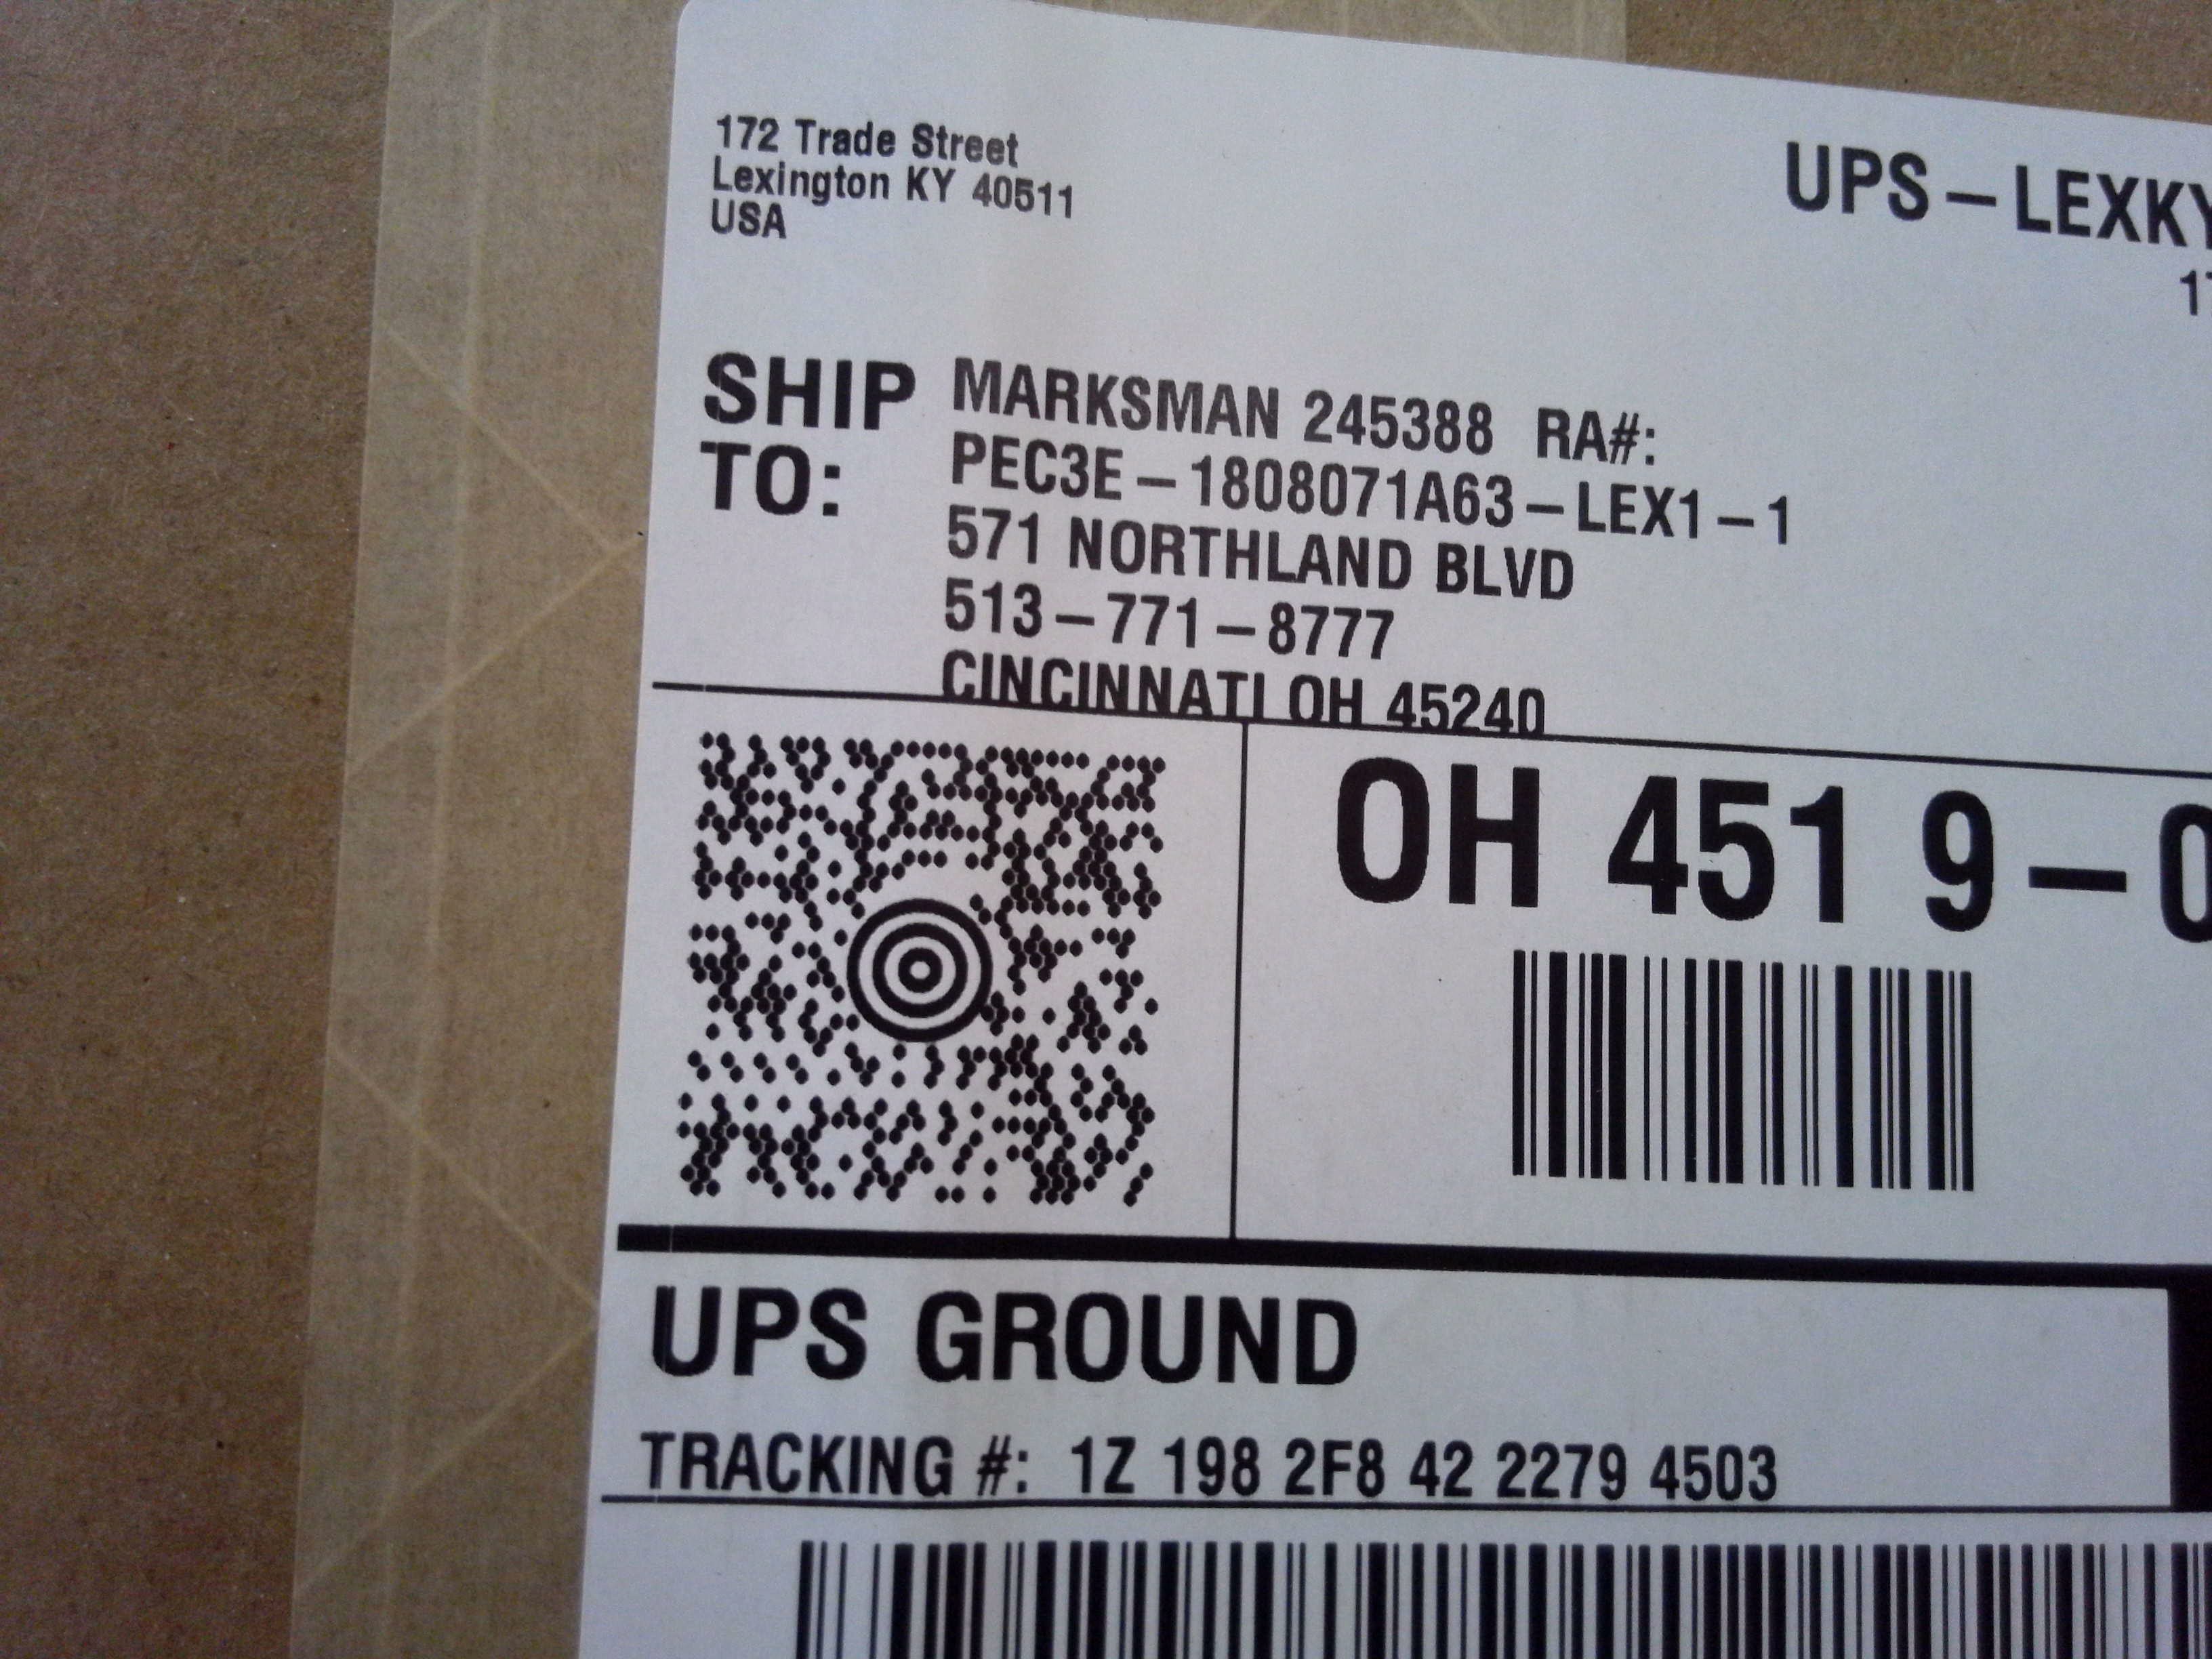 172 Trade Street
Lexington KY 40511
USA
UPS – LEXKY
17
SHIP TO:
MARKSMAN 245388 RA#:
PEC3E – 1808071A63 – LEX1 – 1
571 NORTHLAND BLVD
513 – 771 – 8777
CINCINNATI OH 45240
OH 451 9 – 0
UPS GROUND
TRACKING #: 1Z 198 2F8 42 2279 4503